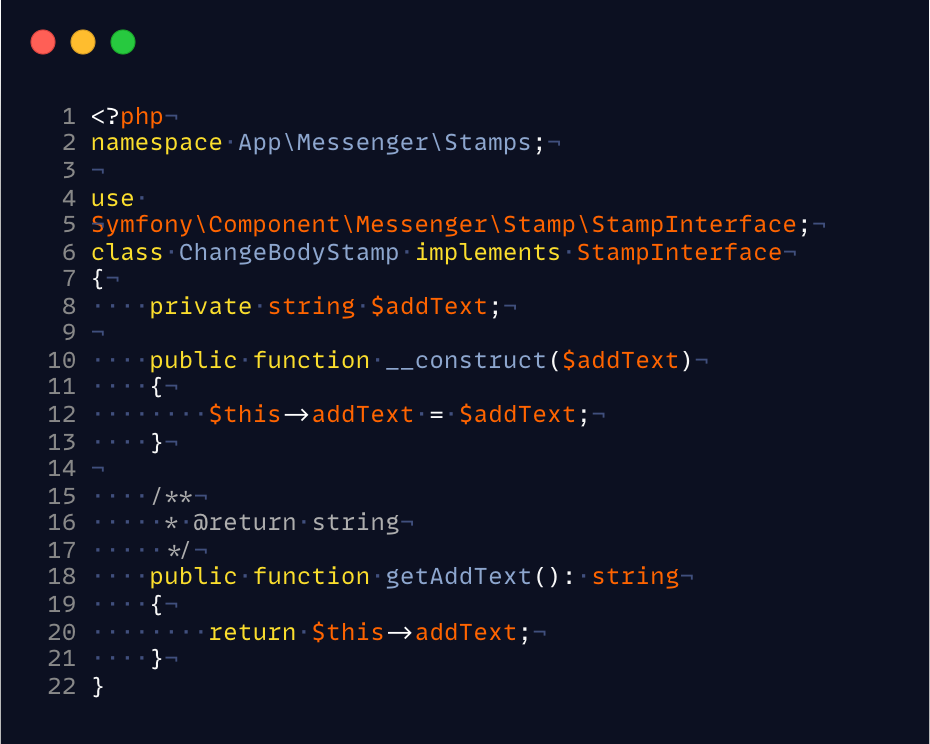 1 <?php¬
2 namespace·App\Messenger\Stamps;¬
3 ¬
4 use·
5 Symfony\Component\Messenger\Stamp\StampInterface;¬
6 class·ChangeBodyStamp·implements·StampInterface¬
7 {¬
8 ····private·string·$addText;¬
9 ¬
10 ····public·function·__construct($addText)¬
11 ····{¬
12 ········$this->addText·=·$addText;¬
13 ····}¬
14 ¬
15 ····/**¬
16 ·····*·@return·string¬
17 ·····*/¬
18 ····public·function·getAddText():·string¬
19 ····{¬
20 ········return·$this->addText;¬
21 ····}¬
22 }